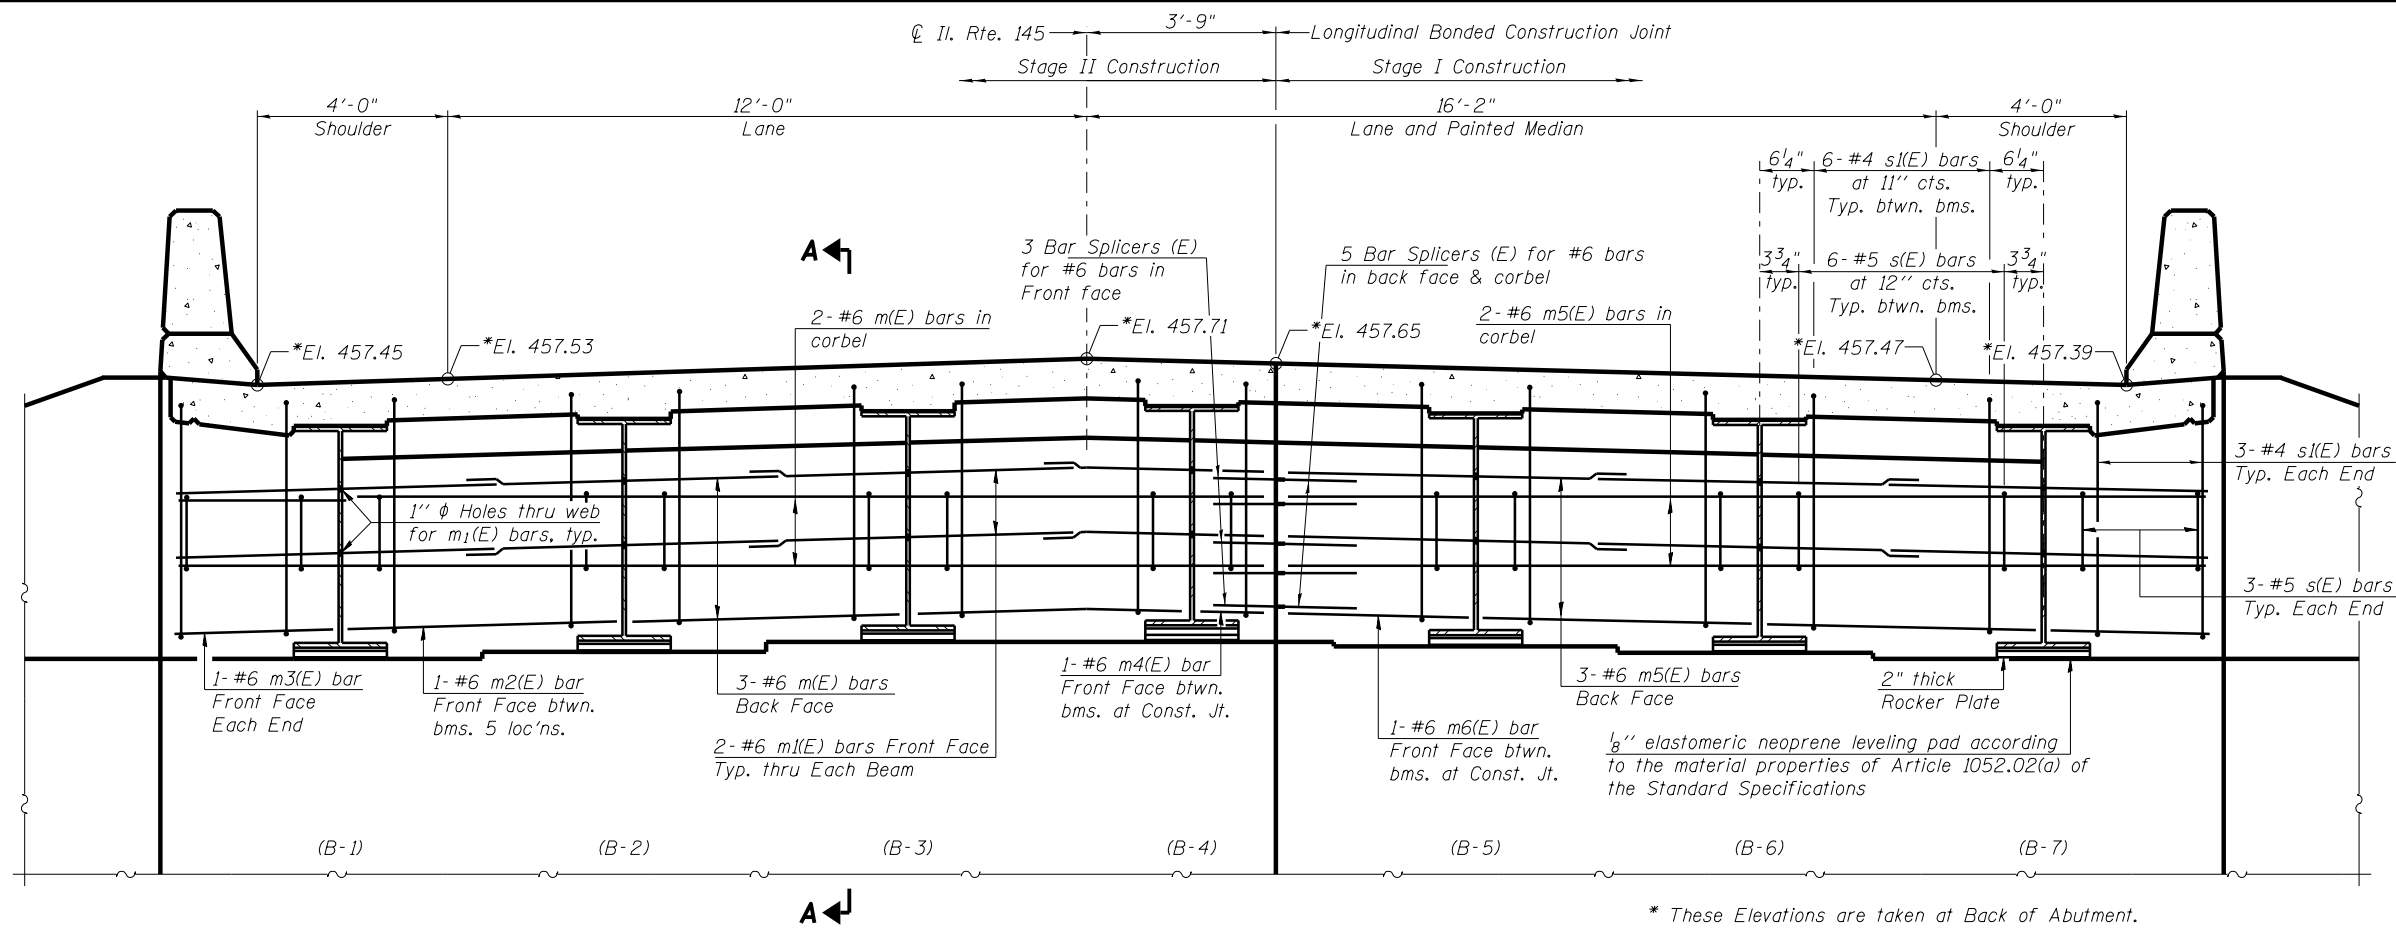 3'-9"
℄ Il. Rte. 145
Longitudinal Bonded Construction Joint
Stage II Construction
Stage I Construction
4'-0"
Shoulder
12'-0"
Lane
16'-2"
Lane and Painted Median
4'-0"
Shoulder
6 1/4"
typ.
6-#4 s1(E) bars
at 11" cts.
Typ. btwn. bms.
6 1/4"
typ.
3 3/4"
typ.
6-#5 s(E) bars
at 12" cts.
Typ. btwn. bms.
3 3/4"
typ.
A
3 Bar Splicers (E)
for #6 bars in
Front face
5 Bar Splicers (E) for #6 bars
in back face & corbel
2-#6 m(E) bars in
corbel
2-#6 m5(E) bars in
corbel
*El. 457.45
*El. 457.53
*El. 457.71
*El. 457.65
*El. 457.47
*El. 457.39
3-#4 s1(E) bars
Typ. Each End
1" ϕ Holes thru web
for m1(E) bars, typ.
3-#5 s(E) bars
Typ. Each End
1-#6 m3(E) bar
Front Face
Each End
1-#6 m2(E) bar
Front Face btwn.
bms. 5 loc'ns.
3-#6 m(E) bars
Back Face
2-#6 m1(E) bars Front Face
Typ. thru Each Beam
1-#6 m4(E) bar
Front Face btwn.
bms. at Const. Jt.
1-#6 m6(E) bar
Front Face btwn.
bms. at Const. Jt.
3-#6 m5(E) bars
Back Face
2" thick
Rocker Plate
1/8" elastomeric neoprene leveling pad according
to the material properties of Article 1052.02(a) of
the Standard Specifications
(B-1)
(B-2)
(B-3)
(B-4)
(B-5)
(B-6)
(B-7)
A
* These Elevations are taken at Back of Abutment.